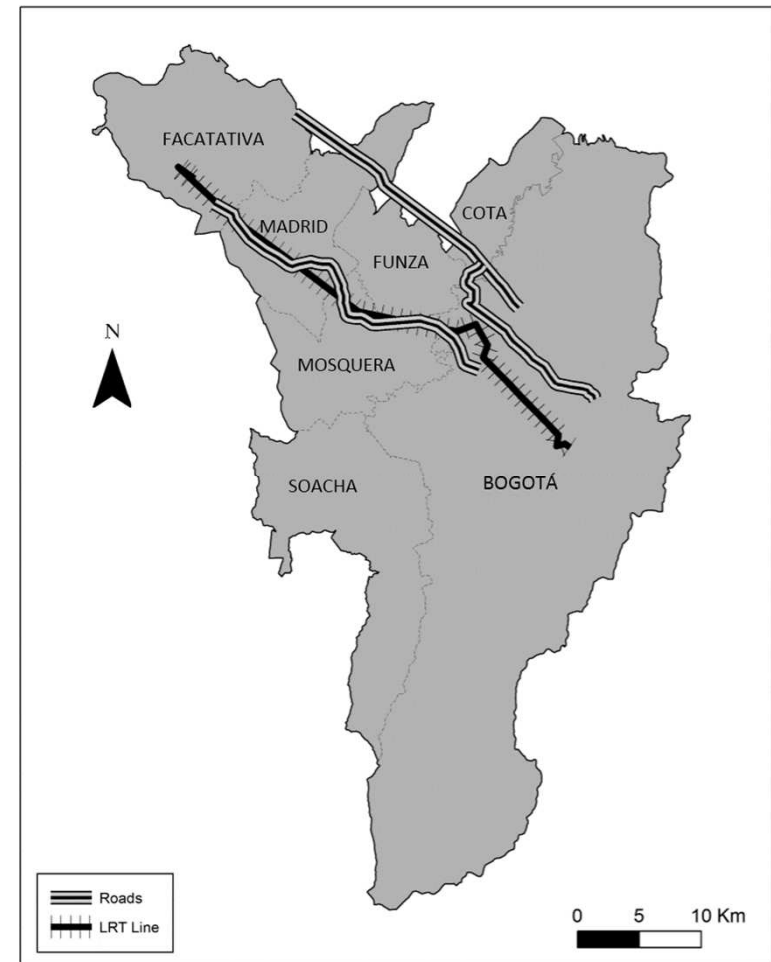 FACATATIVA
COTA
MADRID
FUNZA
N
MOSQUERA
SOACHA
BOGOTÁ
Roads
LRT Line
0 5 10 Km